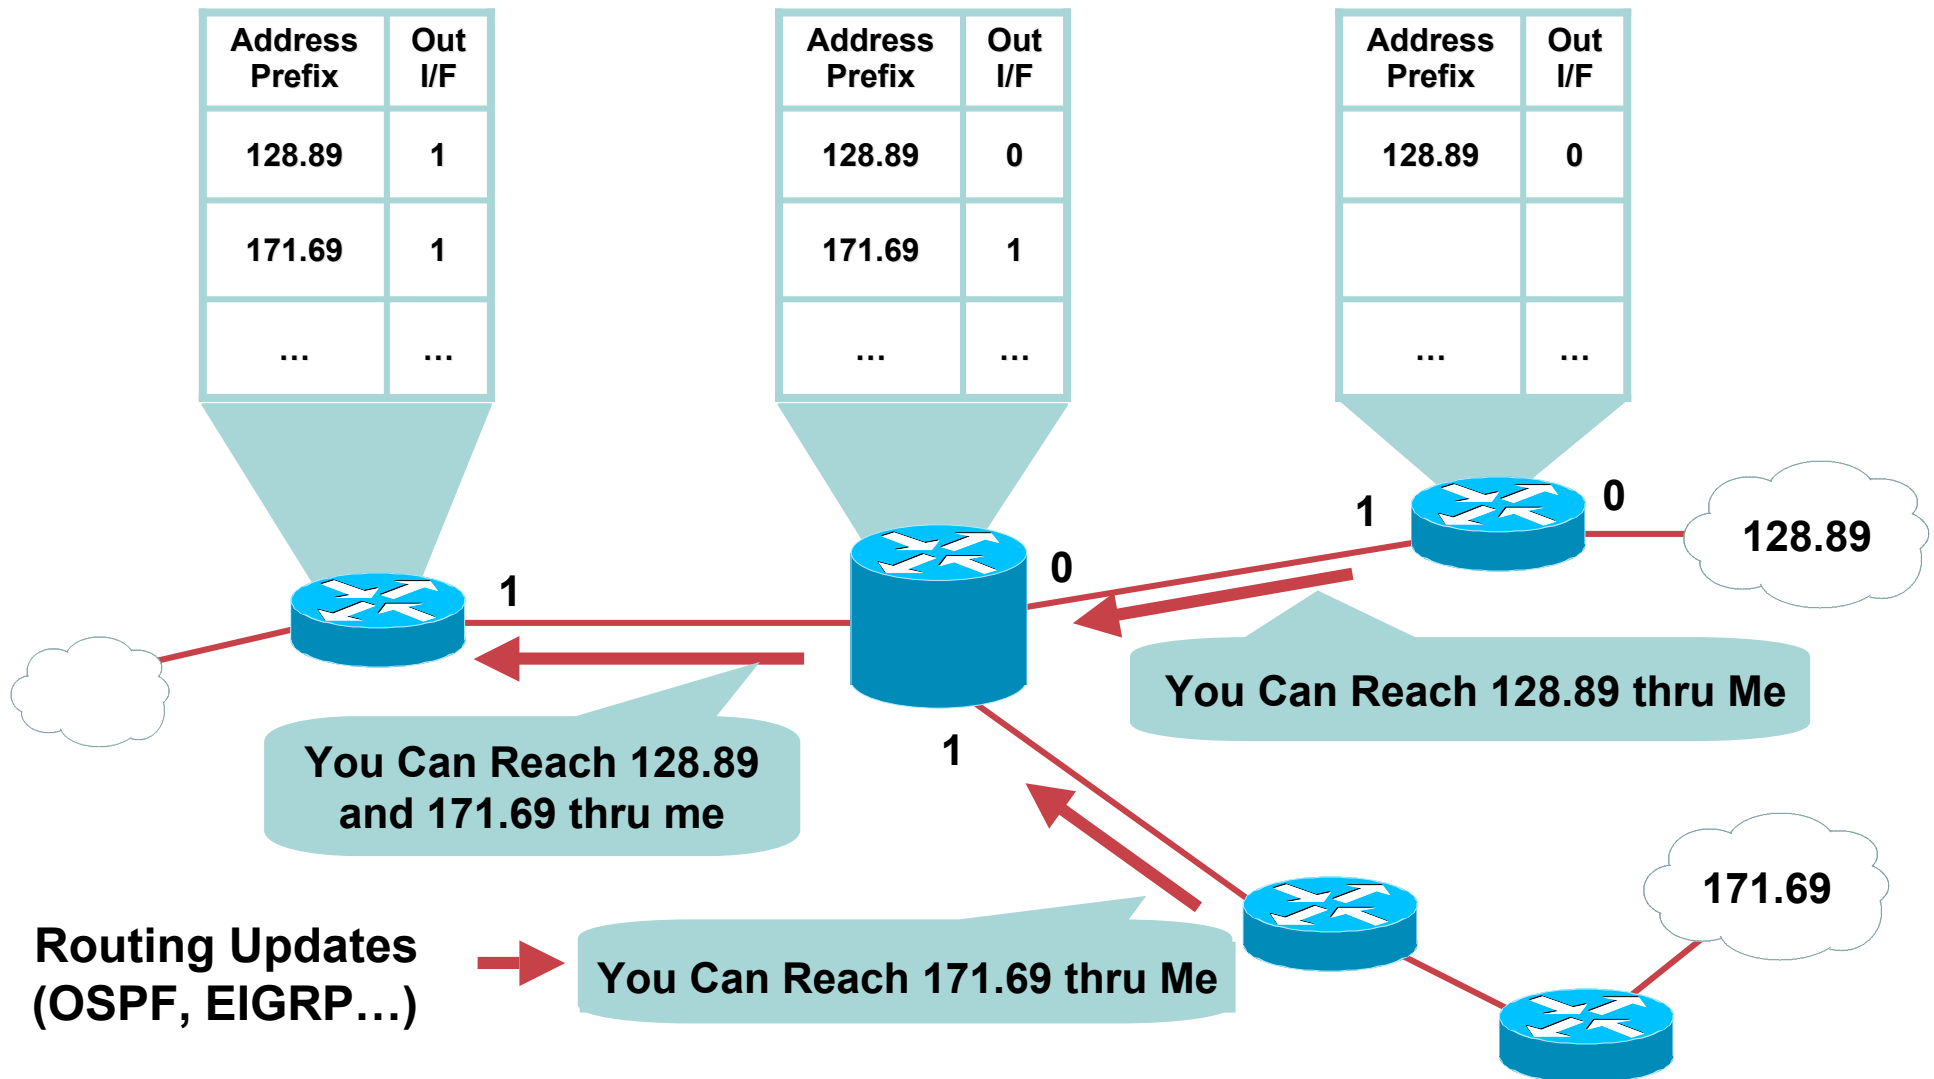 Address Prefix
Out I/F
128.89
1
171.69
1
…
…
Address Prefix
Out I/F
128.89
0
171.69
1
…
…
Address Prefix
Out I/F
128.89
0
…
…
1
0
1
1
0
128.89
You Can Reach 128.89 thru Me
You Can Reach 128.89
and 171.69 thru me
171.69
Routing Updates
(OSPF, EIGRP…)
You Can Reach 171.69 thru Me